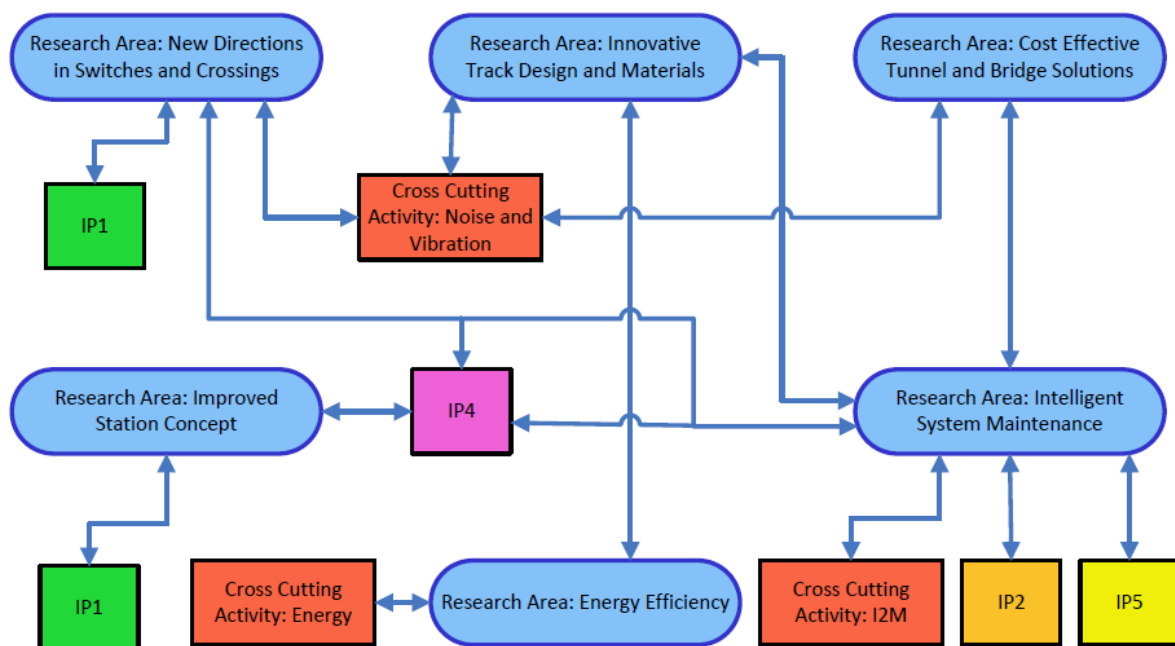 Research Area: New Directions
in Switches and Crossings
Research Area: Innovative
Track Design and Materials
Research Area: Cost Effective
Tunnel and Bridge Solutions
IP1
Cross Cutting
Activity: Noise and
Vibration
Research Area: Improved
Station Concept
IP4
Research Area: Intelligent
System Maintenance
IP1
Cross Cutting
Activity: Energy
Research Area: Energy Efficiency
Cross Cutting
Activity: I2M
IP2
IP5